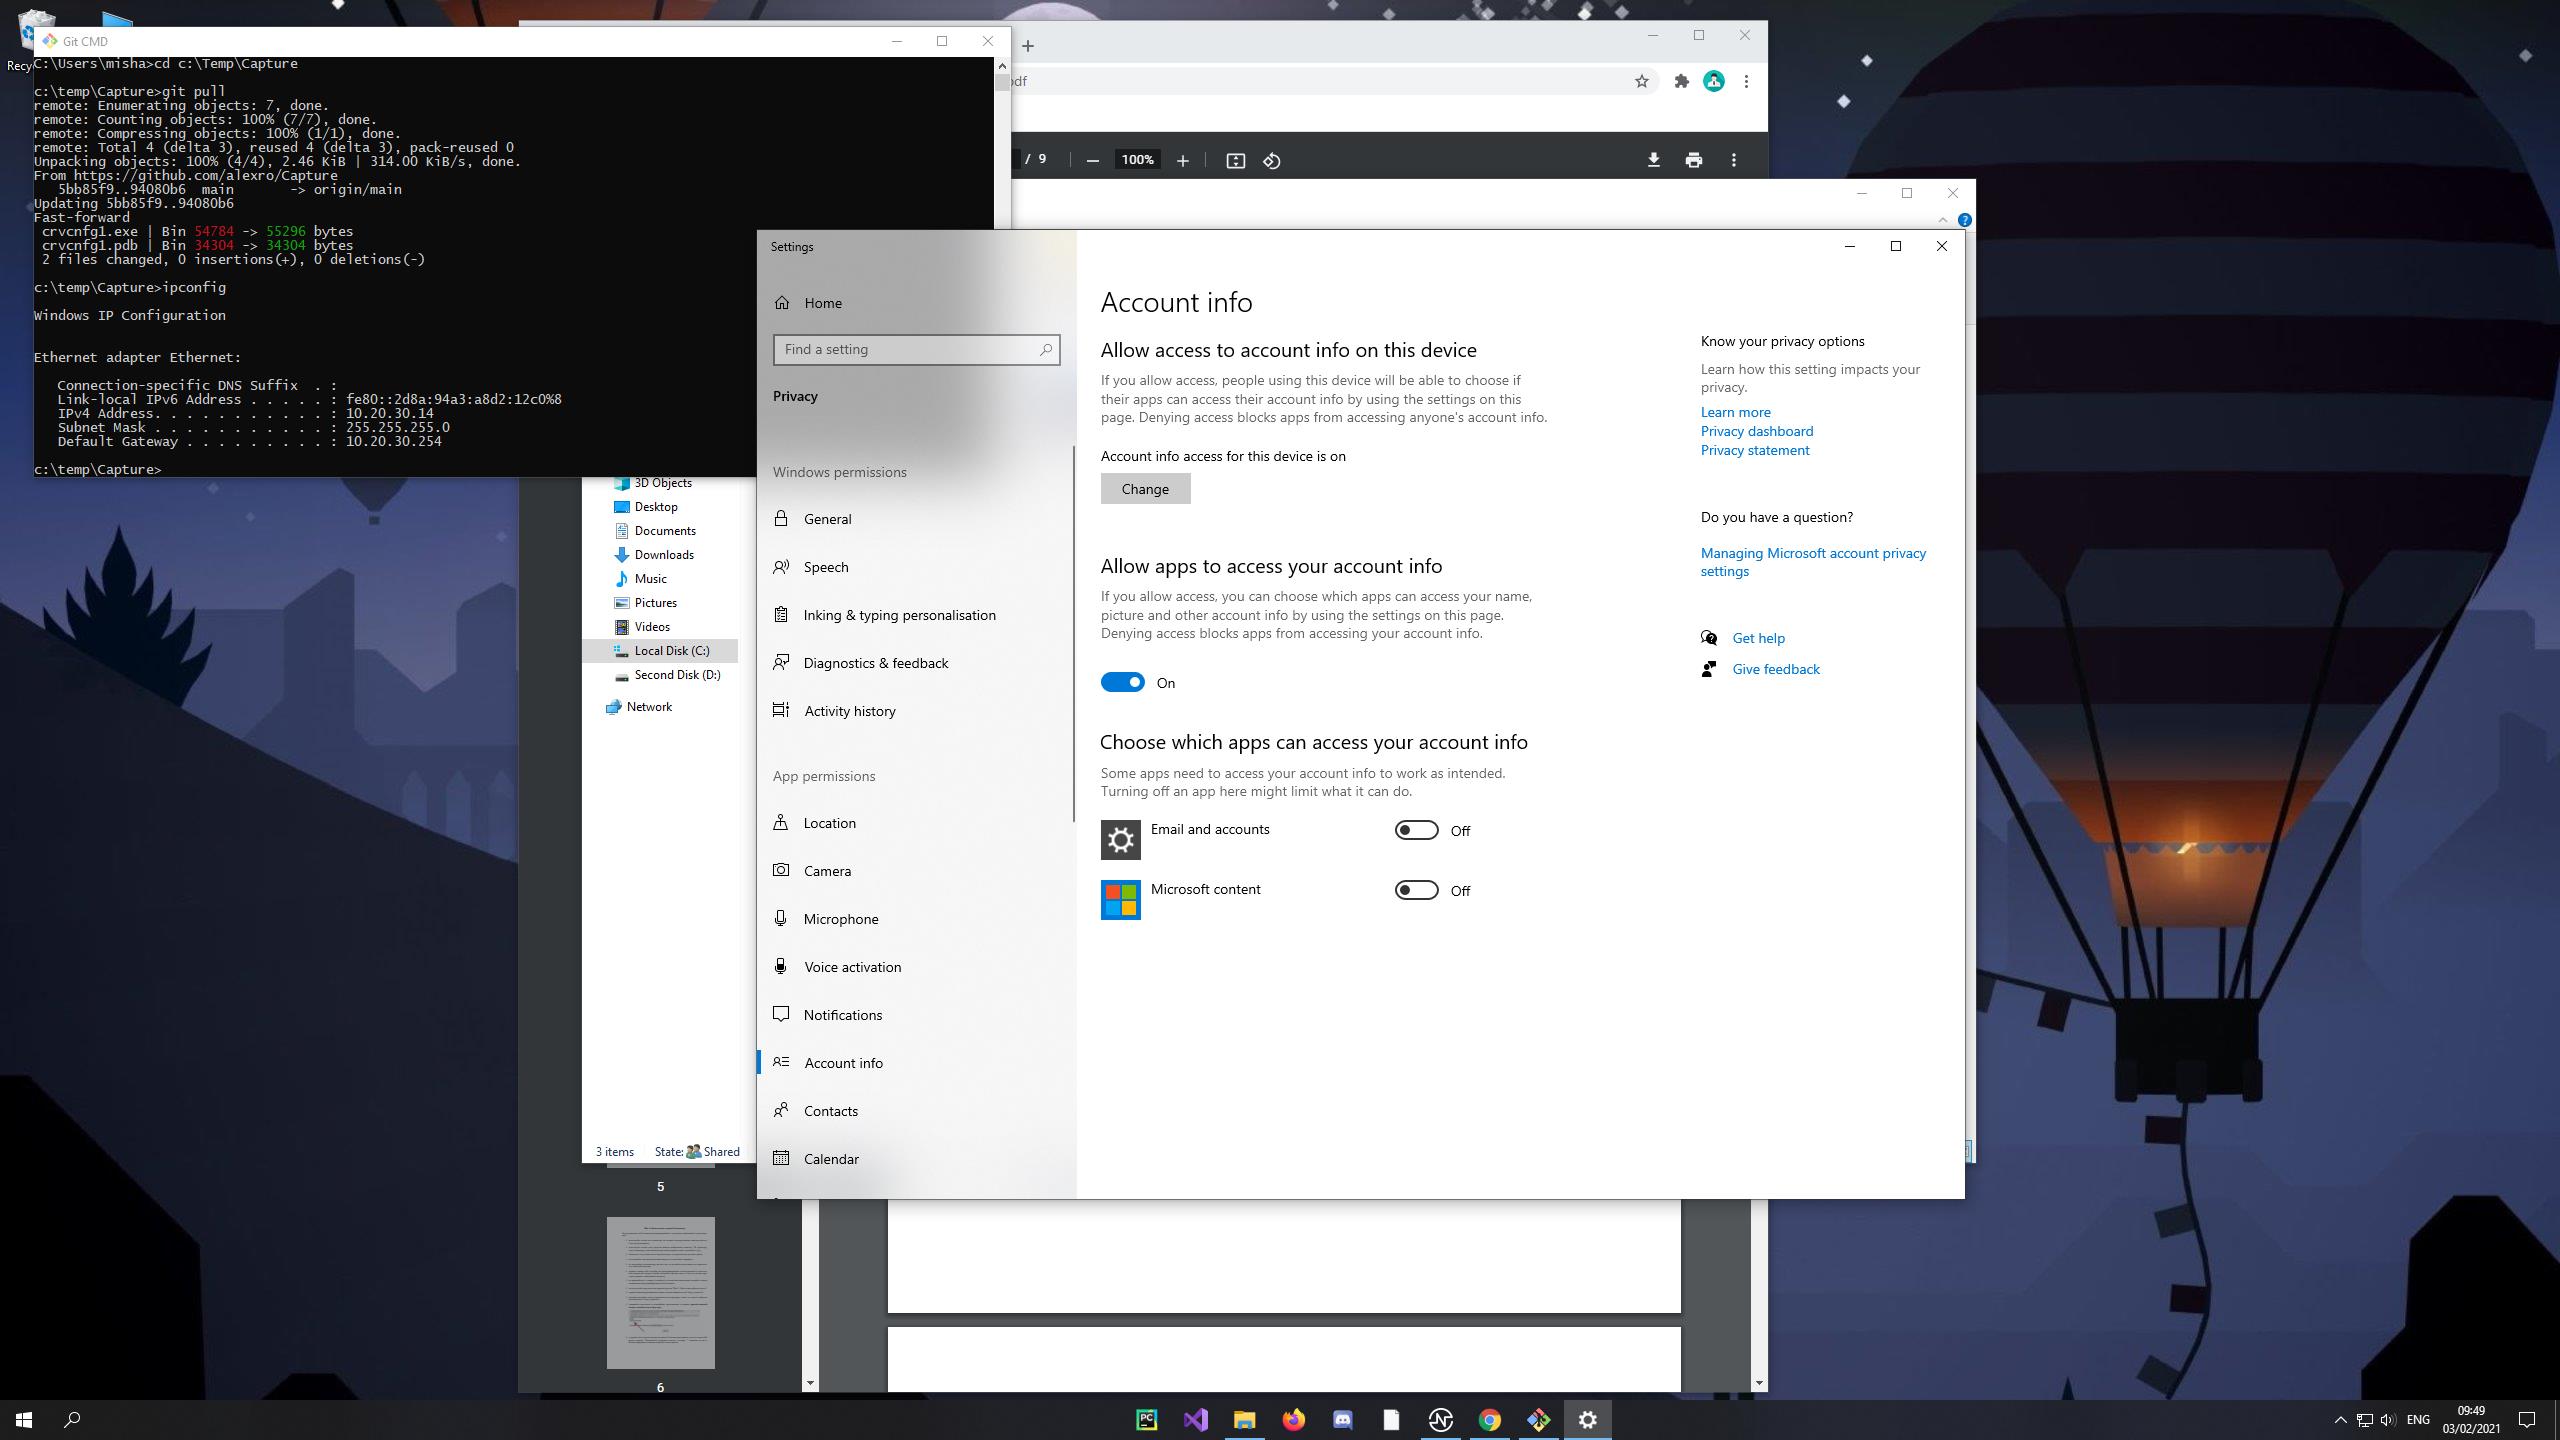 Recy
Git CMD
C:\Users\misha>cd c:\Temp\Capture
c:\temp\Capture>git pull
remote: Enumerating objects: 7, done.
remote: Counting objects: 100% (7/7), done.
remote: Compressing objects: 100% (1/1), done.
remote: Total 4 (delta 3), reused 4 (delta 3), pack-reused 0
Unpacking objects: 100% (4/4), 2.46 KiB | 314.00 KiB/s, done.
From https://github.com/alexro/Capture
5bb85f9..94080b6  main       -> origin/main
Updating 5bb85f9..94080b6
Fast-forward
crvcnfg1.exe | Bin 54784 -> 55296 bytes
crvcnfg1.pdb | Bin 34304 -> 34304 bytes
2 files changed, 0 insertions(+), 0 deletions(-)
c:\temp\Capture>ipconfig
Windows IP Configuration
Ethernet adapter Ethernet:
Connection-specific DNS Suffix  . :
Link-local IPv6 Address . . . . . : fe80::2d8a:94a3:a8d2:12c0%8
IPv4 Address. . . . . . . . . . . : 10.20.30.14
Subnet Mask . . . . . . . . . . . : 255.255.255.0
Default Gateway . . . . . . . . . : 10.20.30.254
c:\temp\Capture>
/ 9
100%
3D Objects
Desktop
Documents
Downloads
Music
Pictures
Videos
Local Disk (C:)
Second Disk (D:)
Network
3 items
State: Shared
5
6
Settings
Home
Find a setting
Privacy
Windows permissions
General
Speech
Inking & typing personalisation
Diagnostics & feedback
Activity history
App permissions
Location
Camera
Microphone
Voice activation
Notifications
Account info
Contacts
Calendar
Account info
Allow access to account info on this device
If you allow access, people using this device will be able to choose if
their apps can access their account info by using the settings on this
page. Denying access blocks apps from accessing anyone's account info.
Account info access for this device is on
Change
Allow apps to access your account info
If you allow access, you can choose which apps can access your name,
picture and other account info by using the settings on this page.
Denying access blocks apps from accessing your account info.
On
Choose which apps can access your account info
Some apps need to access your account info to work as intended.
Turning off an app here might limit what it can do.
Email and accounts
Off
Microsoft content
Off
Know your privacy options
Learn how this setting impacts your
privacy.
Learn more
Privacy dashboard
Privacy statement
Do you have a question?
Managing Microsoft account privacy
settings
Get help
Give feedback
PC
ENG
09:49
03/02/2021